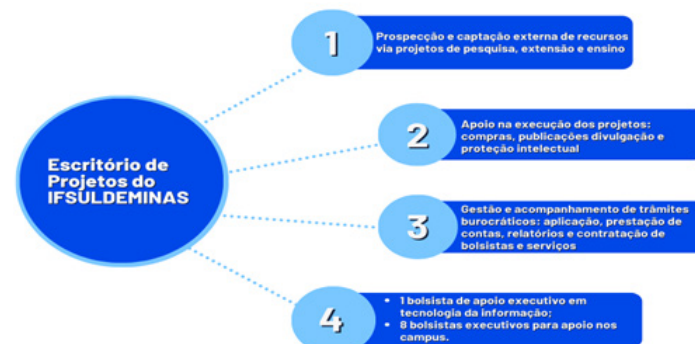 1
Prospecção e captação externa de recursos
via projetos de pesquisa, extensão e ensino
Escritório de
Projetos do
IFSULDEMINAS
2
Apoio na execução dos projetos:
compras, publicações divulgação e
proteção intelectual
3
Gestão e acompanhamento de trâmites
burocráticos: aplicação, prestação de
contas, relatórios e contratação de
bolsistas e serviços
4
• 1 bolsista de apoio executivo em
tecnologia da informação;
• 8 bolsistas executivos para apoio nos
campus.